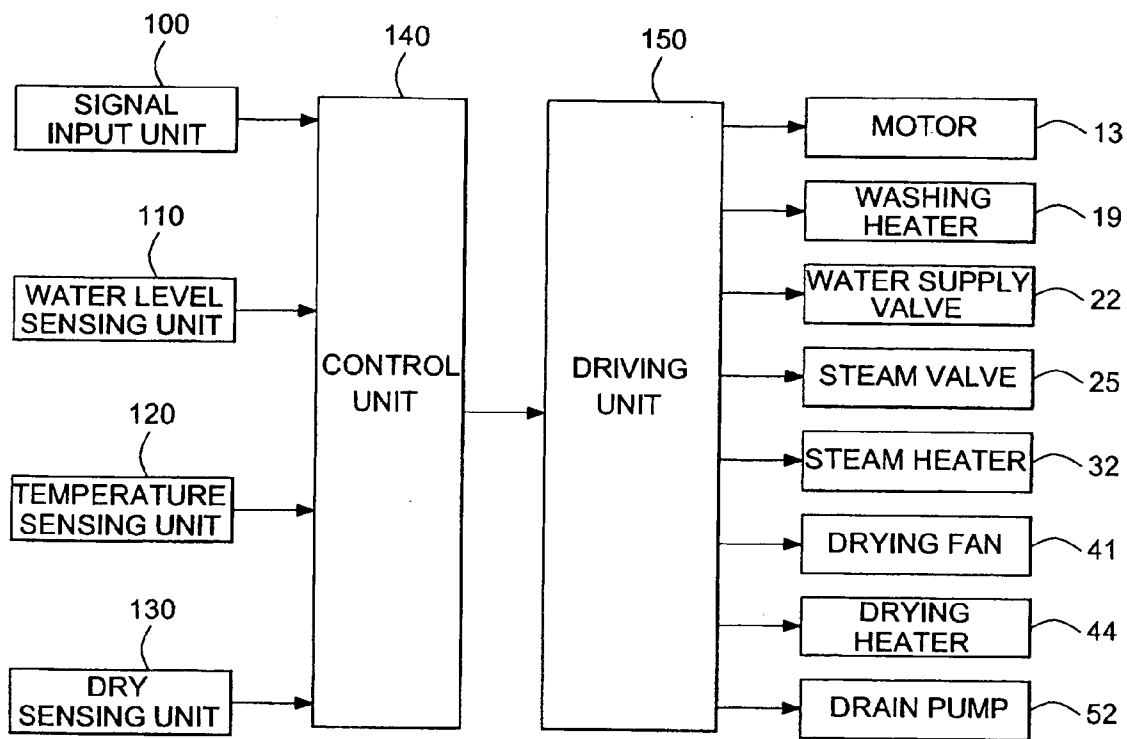 100
SIGNAL
INPUT UNIT
110
WATER LEVEL
SENSING UNIT
120
TEMPERATURE
SENSING UNIT
130
DRY
SENSING UNIT
140
CONTROL
UNIT
150
DRIVING
UNIT
MOTOR
13
WASHING
HEATER
19
WATER SUPPLY
VALVE
22
STEAM VALVE
25
STEAM HEATER
32
DRYING FAN
41
DRYING
HEATER
44
DRAIN PUMP
52